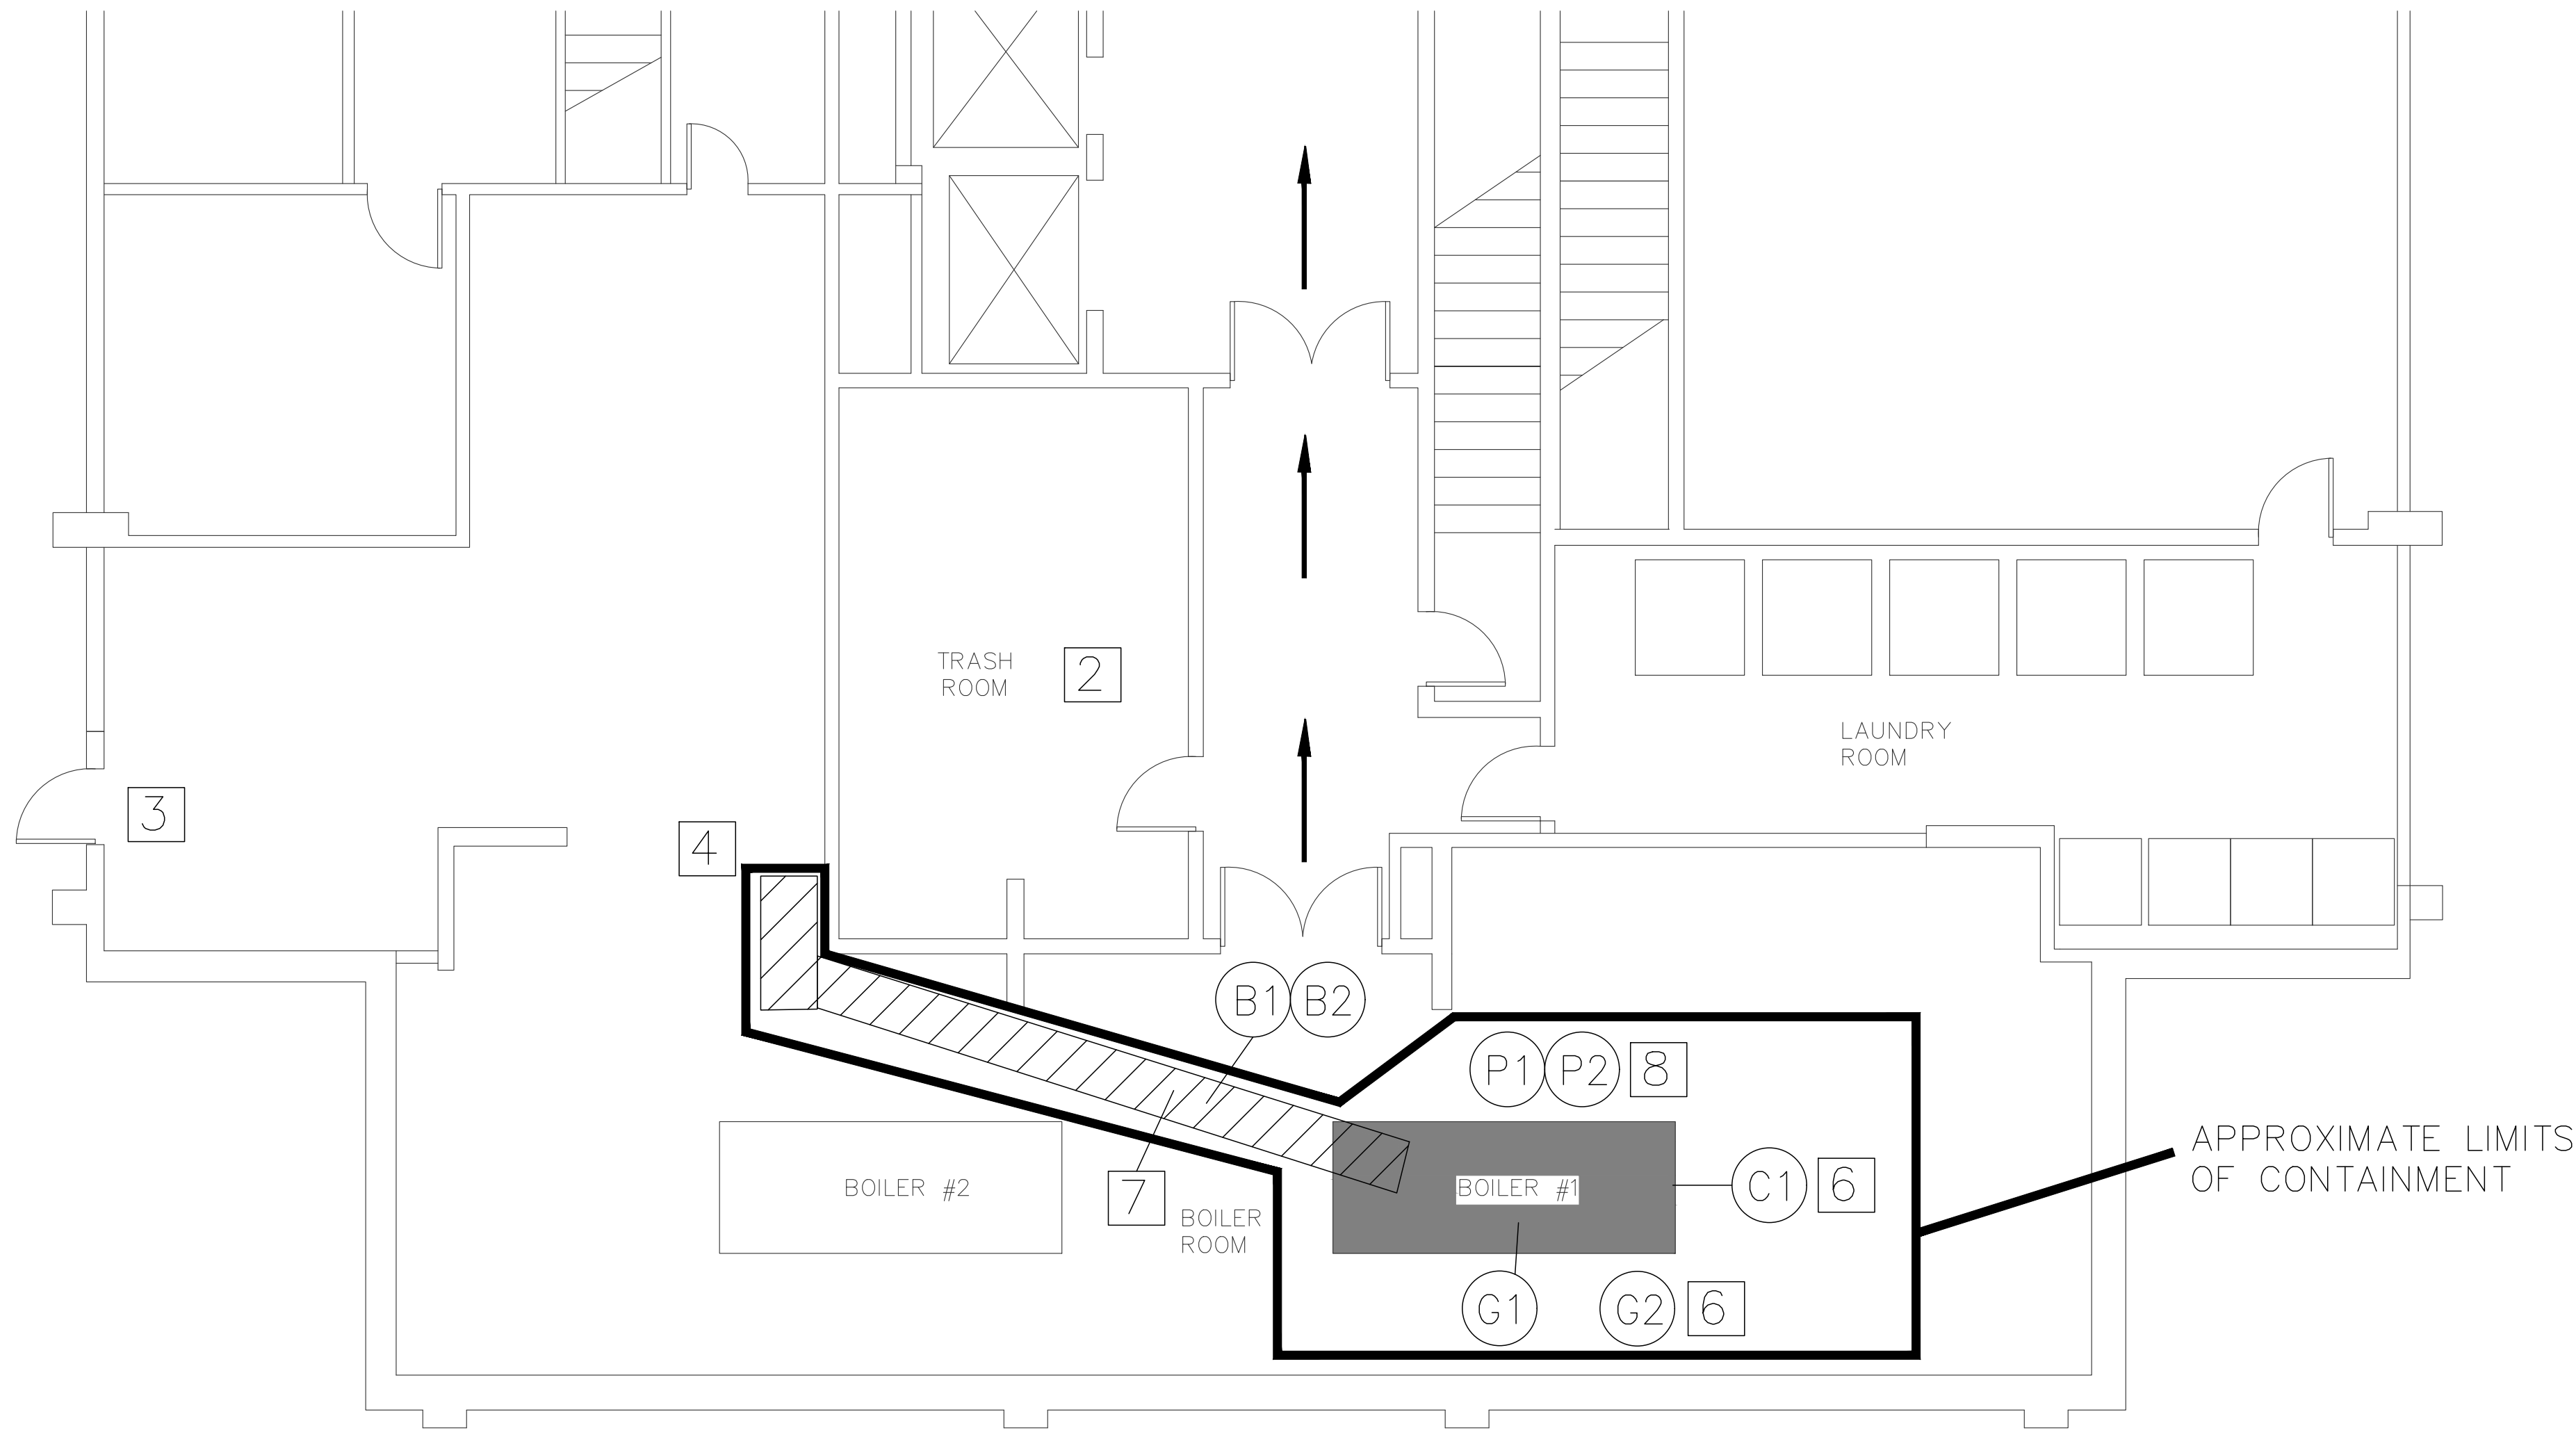 TRASH
ROOM
2
LAUNDRY
ROOM
3
4
B1 B2
P1 P2 8
APPROXIMATE LIMITS
OF CONTAINMENT
BOILER #2
7
BOILER
ROOM
BOILER #1
C1 6
G1 G2 6